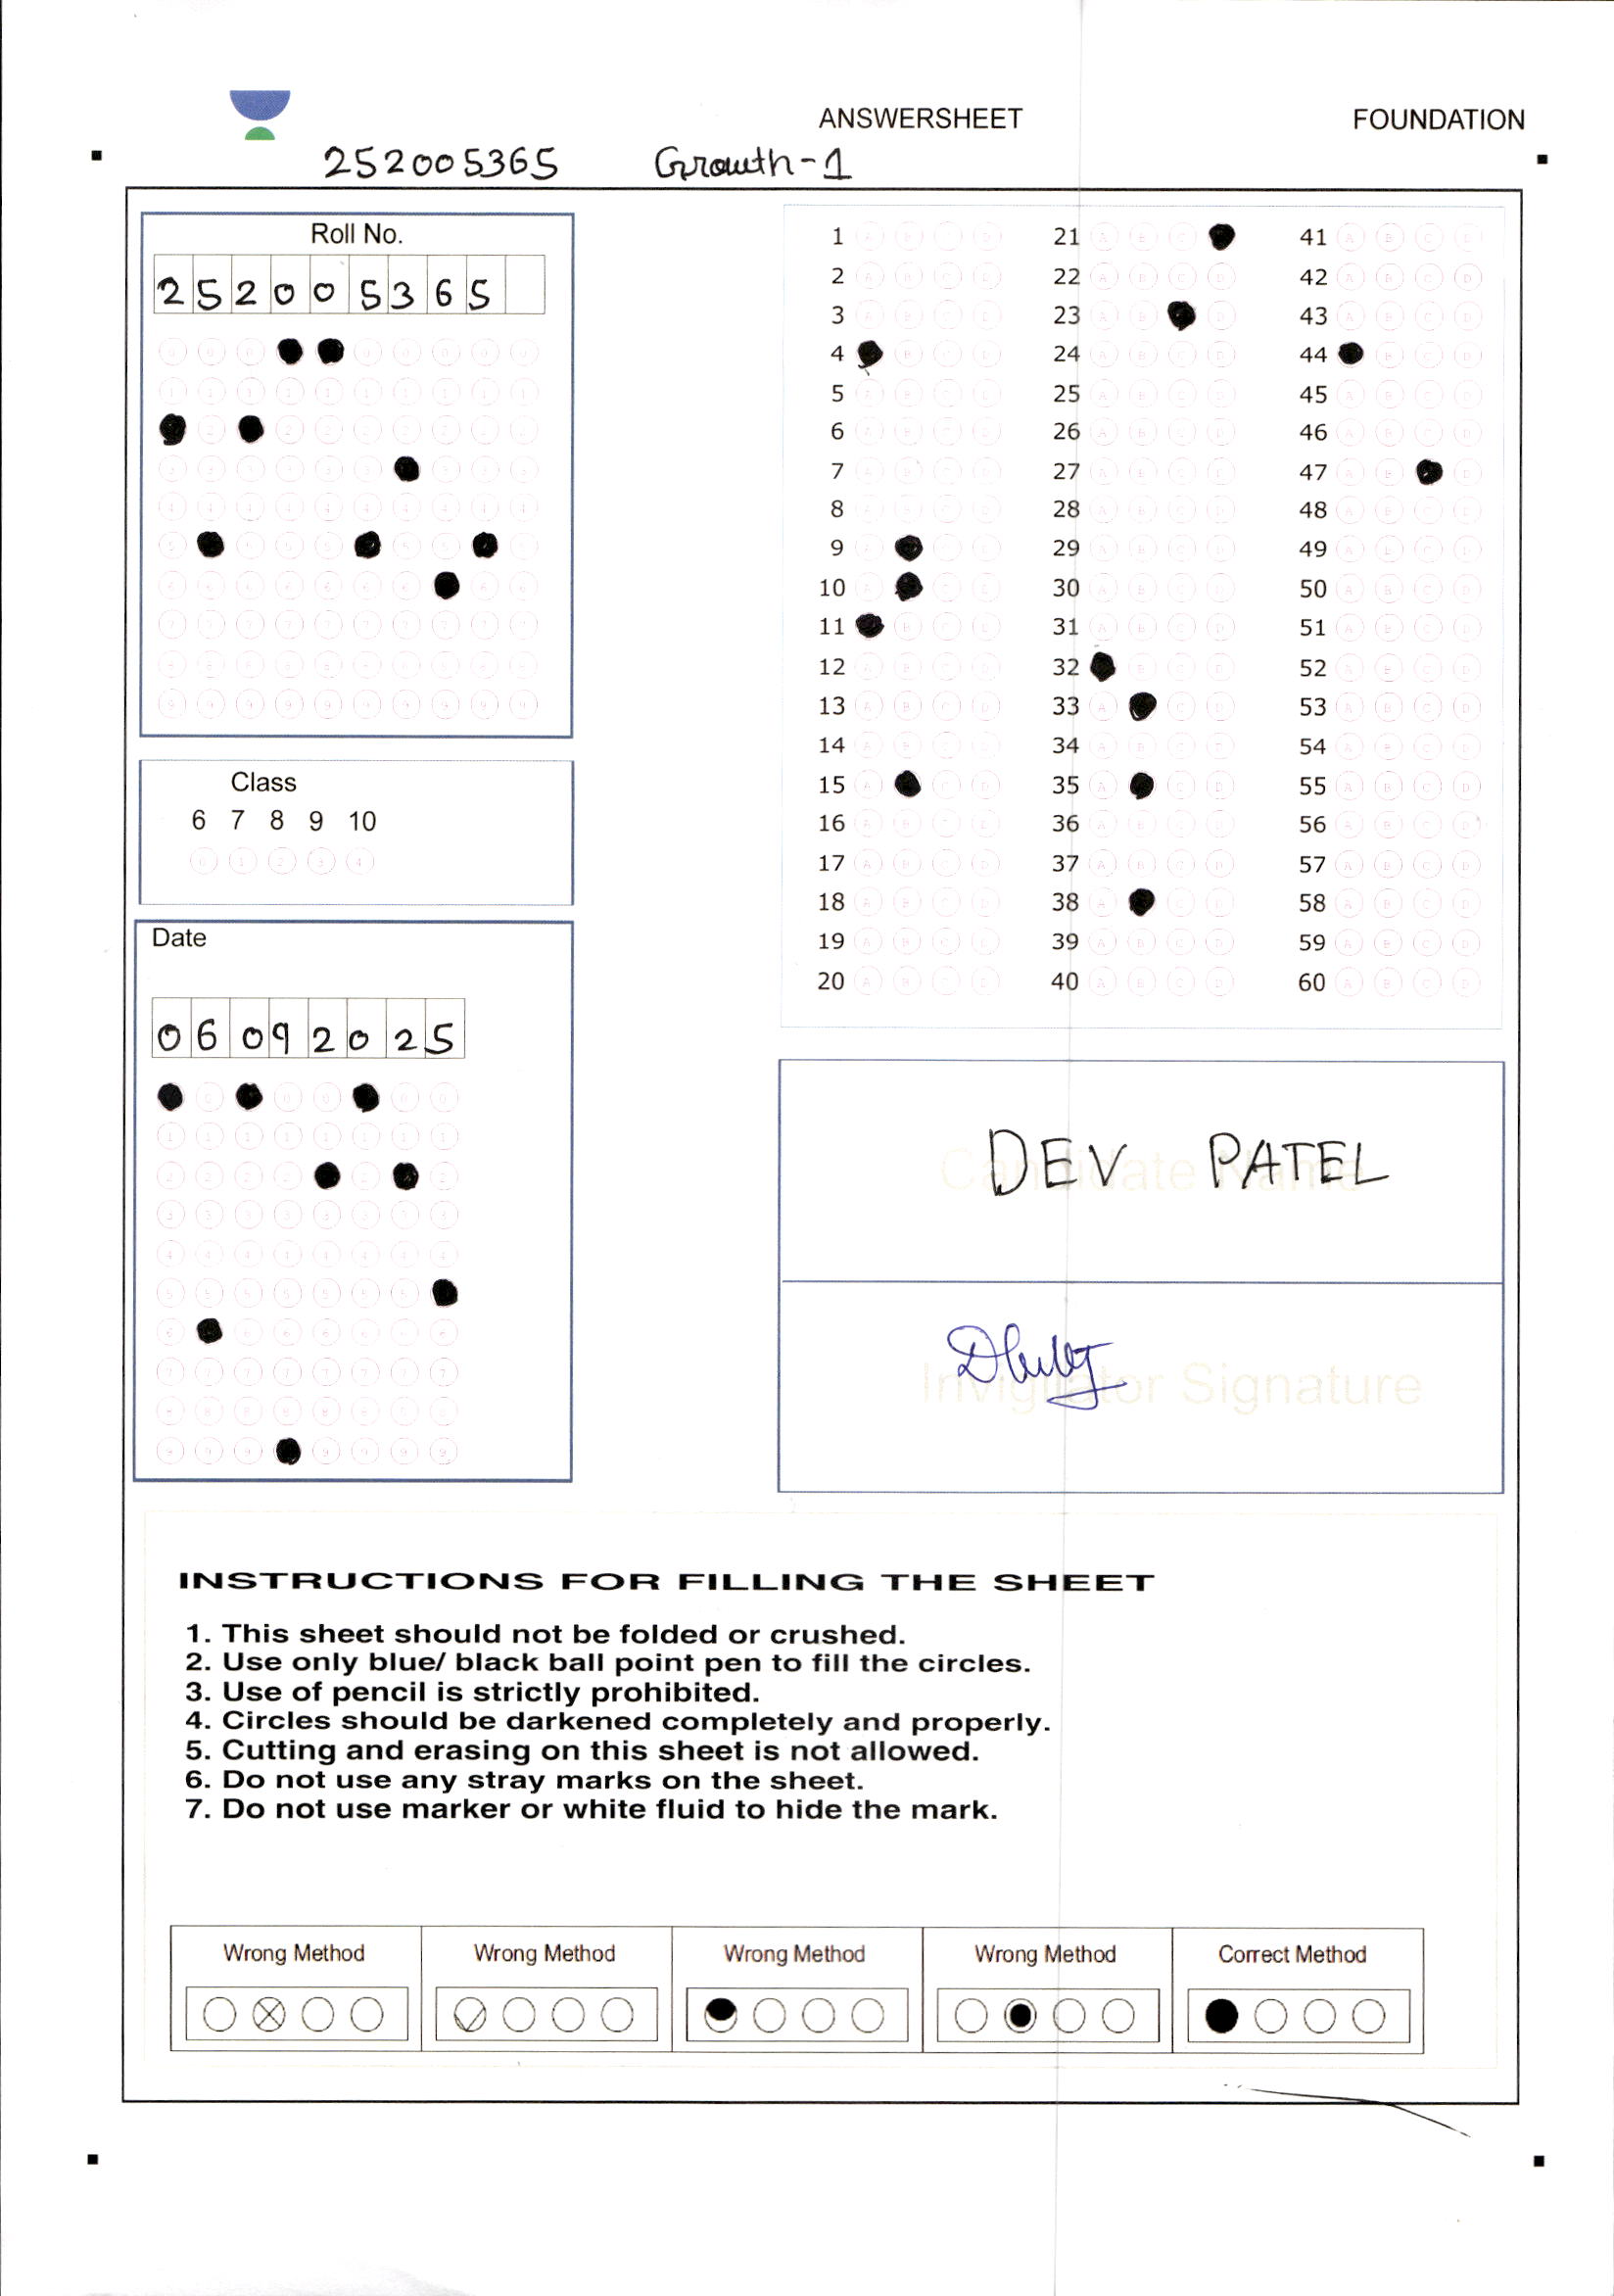 ANSWERSHEET FOUNDATION
252005365 Growth-1
Roll No.
2 5 2 0 0 5 3 6 5
Class
6 7 8 9 10
Date
0 6 0 9 2 0 2 5
1 A B C D 21 A B C 41 A B C D
2 A B C D 22 A B C D 42 A B C D
3 A B C D 23 A B D 43 A B C D
4 B C D 24 A B C D 44 B C D
5 A B C D 25 A B C D 45 A B C D
6 A B C D 26 A B C D 46 A B C D
7 A B C D 27 A B C D 47 A B D
8 A B C D 28 A B C D 48 A B C D
9 A C D 29 A B C D 49 A B C D
10 A C D 30 A B C D 50 A B C D
11 B C D 31 A B C D 51 A B C D
12 A B C D 32 B C D 52 A B C D
13 A B C D 33 A C D 53 A B C D
14 A B C D 34 A B C D 54 A B C D
15 A C D 35 A C D 55 A B C D
16 A B C D 36 A B C D 56 A B C D
17 A B C D 37 A B C D 57 A B C D
18 A B C D 38 A C D 58 A B C D
19 A B C D 39 A B C D 59 A B C D
20 A B C D 40 A B C D 60 A B C D
Candidate Name
DEV PATEL
Invigilator Signature
INSTRUCTIONS FOR FILLING THE SHEET
1. This sheet should not be folded or crushed.
2. Use only blue/ black ball point pen to fill the circles.
3. Use of pencil is strictly prohibited.
4. Circles should be darkened completely and properly.
5. Cutting and erasing on this sheet is not allowed.
6. Do not use any stray marks on the sheet.
7. Do not use marker or white fluid to hide the mark.
Wrong Method Wrong Method Wrong Method Wrong Method Correct Method